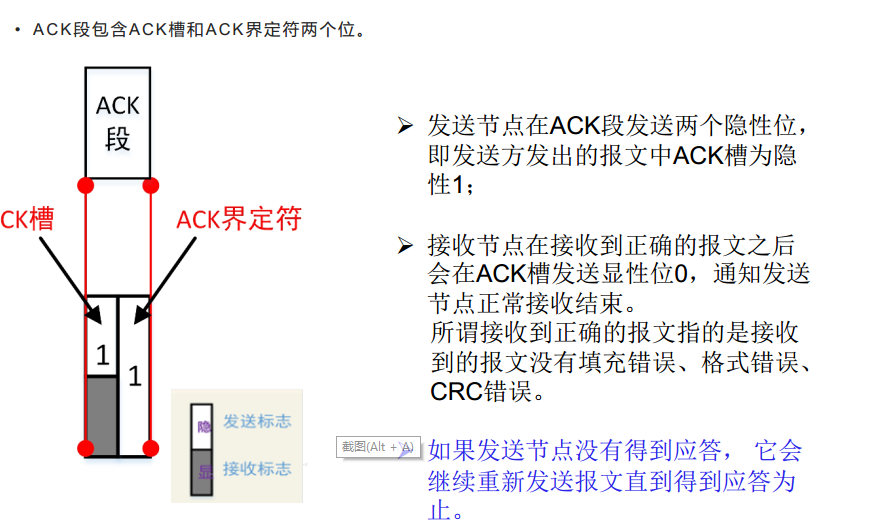 • ACK段包含ACK槽和ACK界定符两个位。
ACK
段
CK槽
ACK界定符
1
1
隐
发送标志
显
接收标志
➢ 发送节点在ACK段发送两个隐性位，
即发送方发出的报文中ACK槽为隐
性1；
➢ 接收节点在接收到正确的报文之后
会在ACK槽发送显性位0，通知发送
节点正常接收结束。
所谓接收到正确的报文指的是接收
到的报文没有填充错误、格式错误、
CRC错误。
截图(Alt + A)
➢ 如果发送节点没有得到应答， 它会
继续重新发送报文直到得到应答为
止。